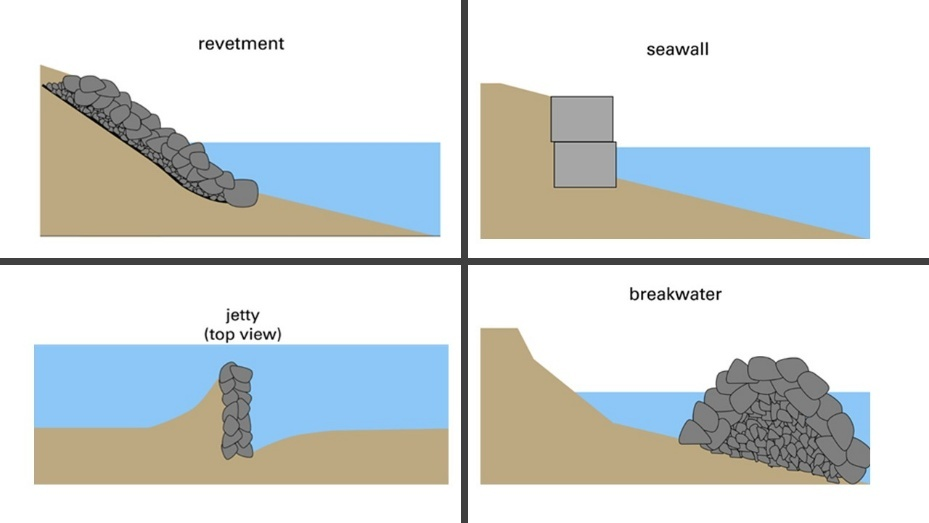 revetment
seawall
jetty
(top view)
breakwater